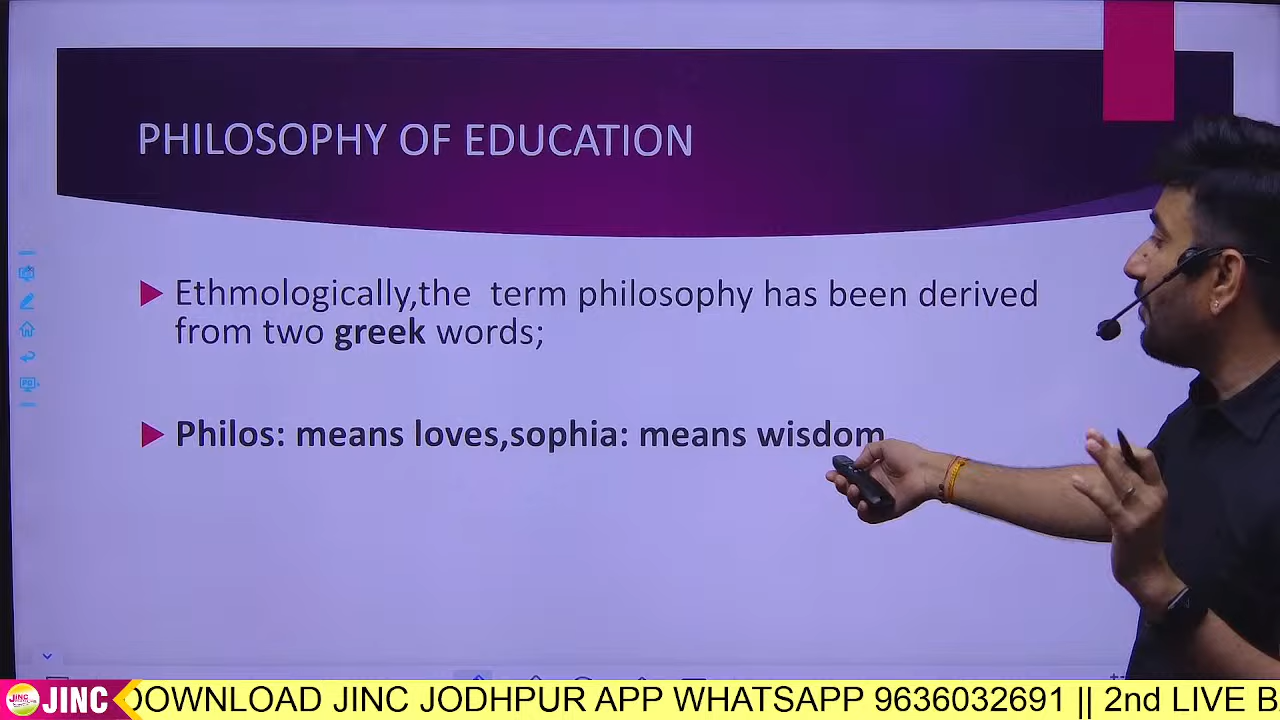 PHILOSOPHY OF EDUCATION
Ethmologically,the term philosophy has been derived
from two greek words;
Philos: means loves,sophia: means wisdom
JINC
DOWNLOAD JINC JODHPUR APP WHATSAPP 9636032691 || 2nd LIVE B